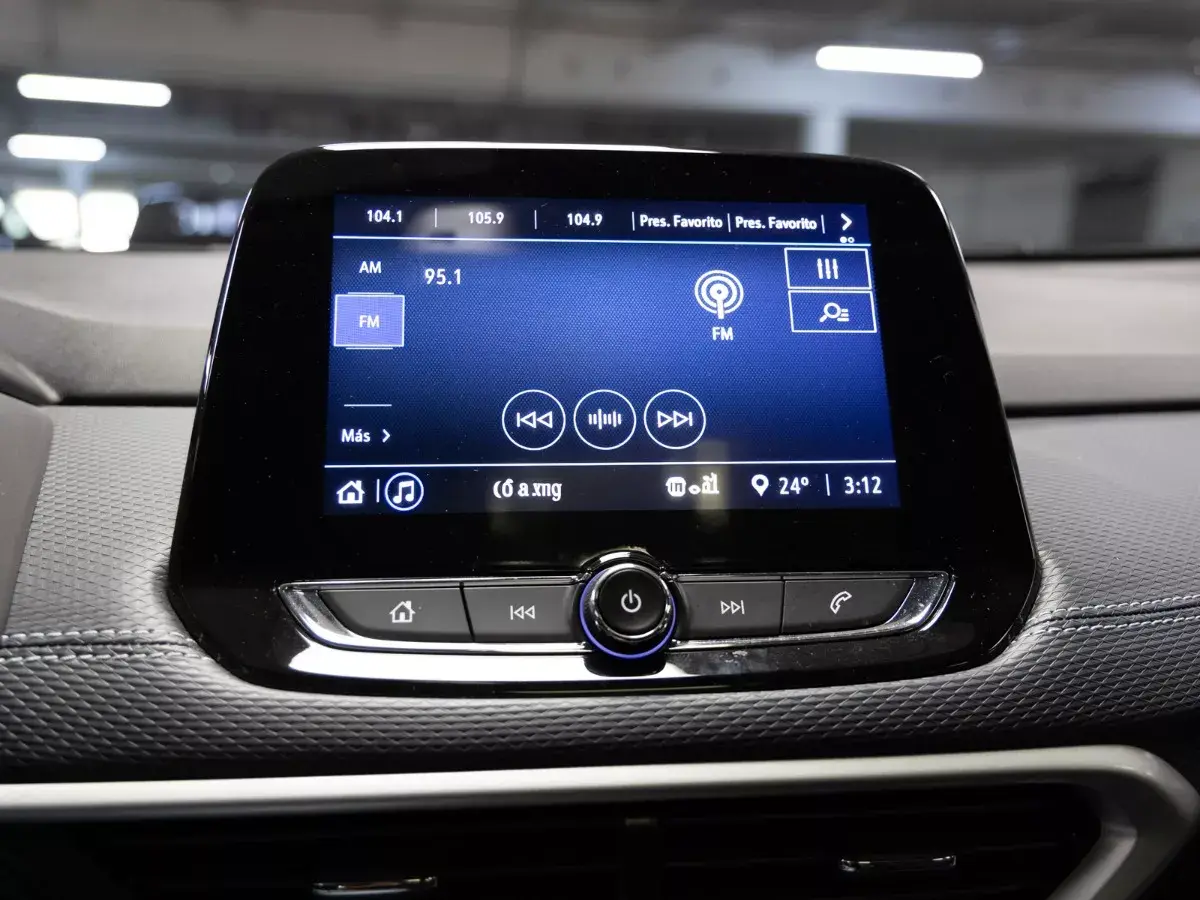 104.1 | 105.9 | 104.9 | Pres. Favorito | Pres. Favorito |
AM
95.1
FM
FM
Más
24° | 3:12